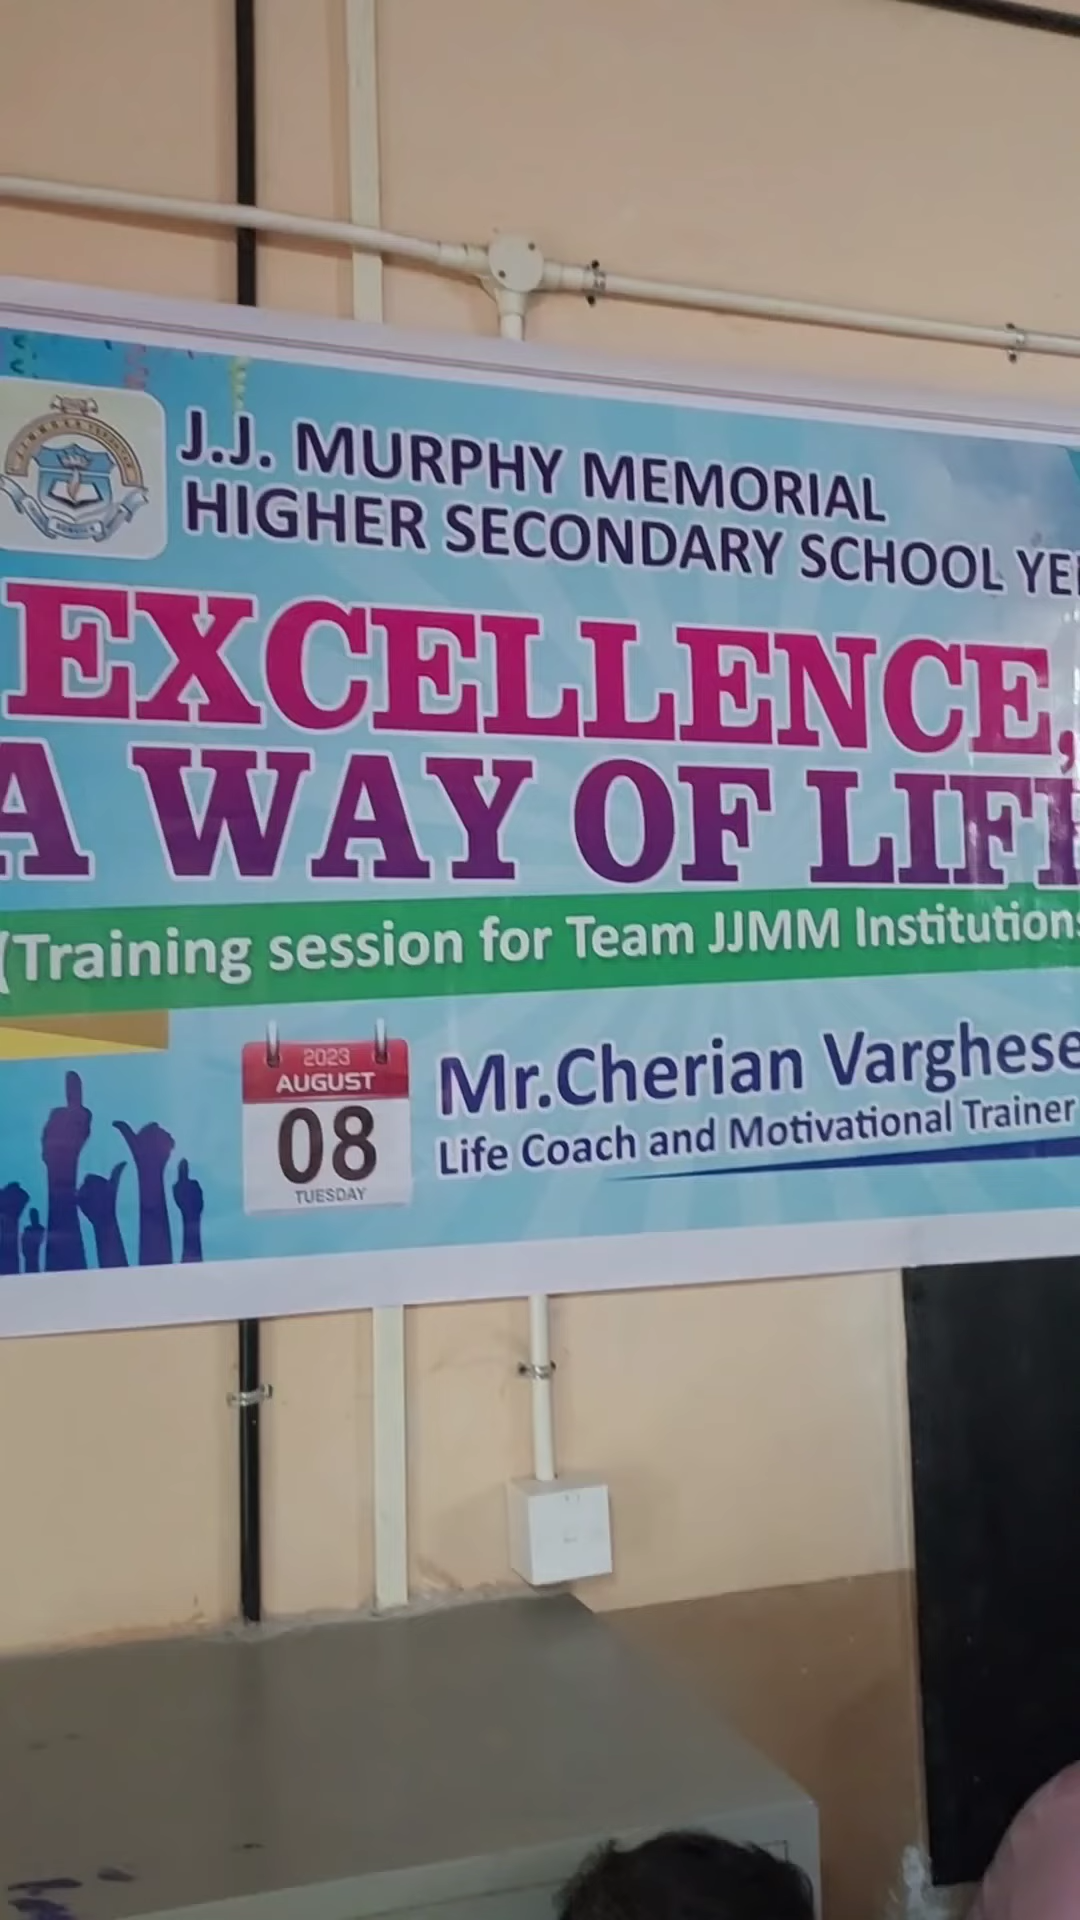 J.J. MURPHY MEMORIAL
HIGHER SECONDARY SCHOOL
EXCELLENCE,
A WAY OF
(Training session for Team JJMM Institutions
2023
AUGUST
08
TUESDAY
Mr.Cherian Varghese
Life Coach and Motivational Trainer